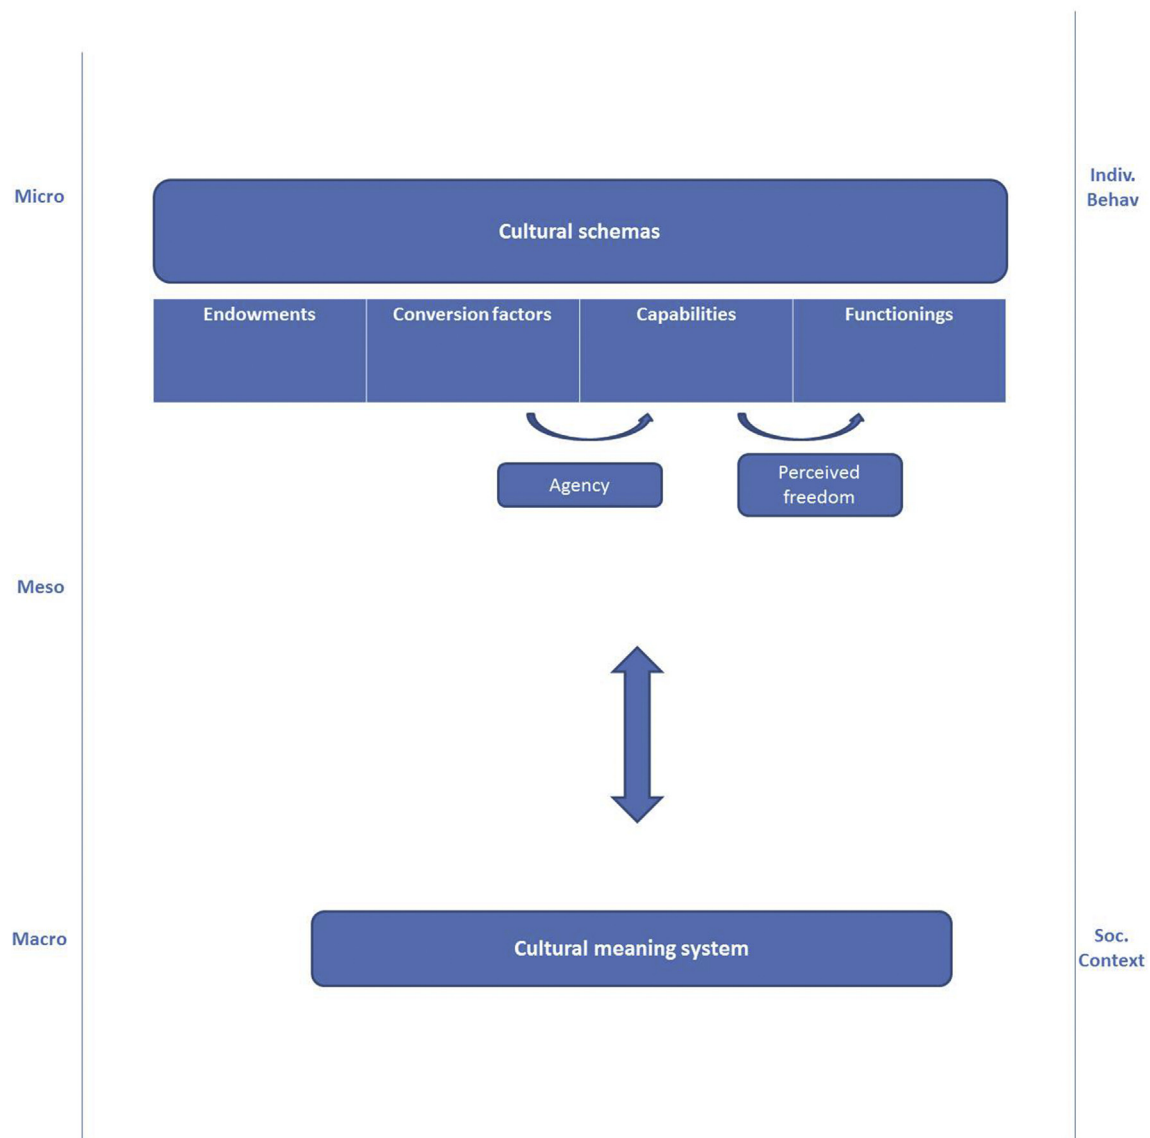 Micro
Indiv.
Behav
Cultural schemas
Endowments
Conversion factors
Capabilities
Functionings
Agency
Perceived
freedom
Meso
Macro
Cultural meaning system
Soc.
Context